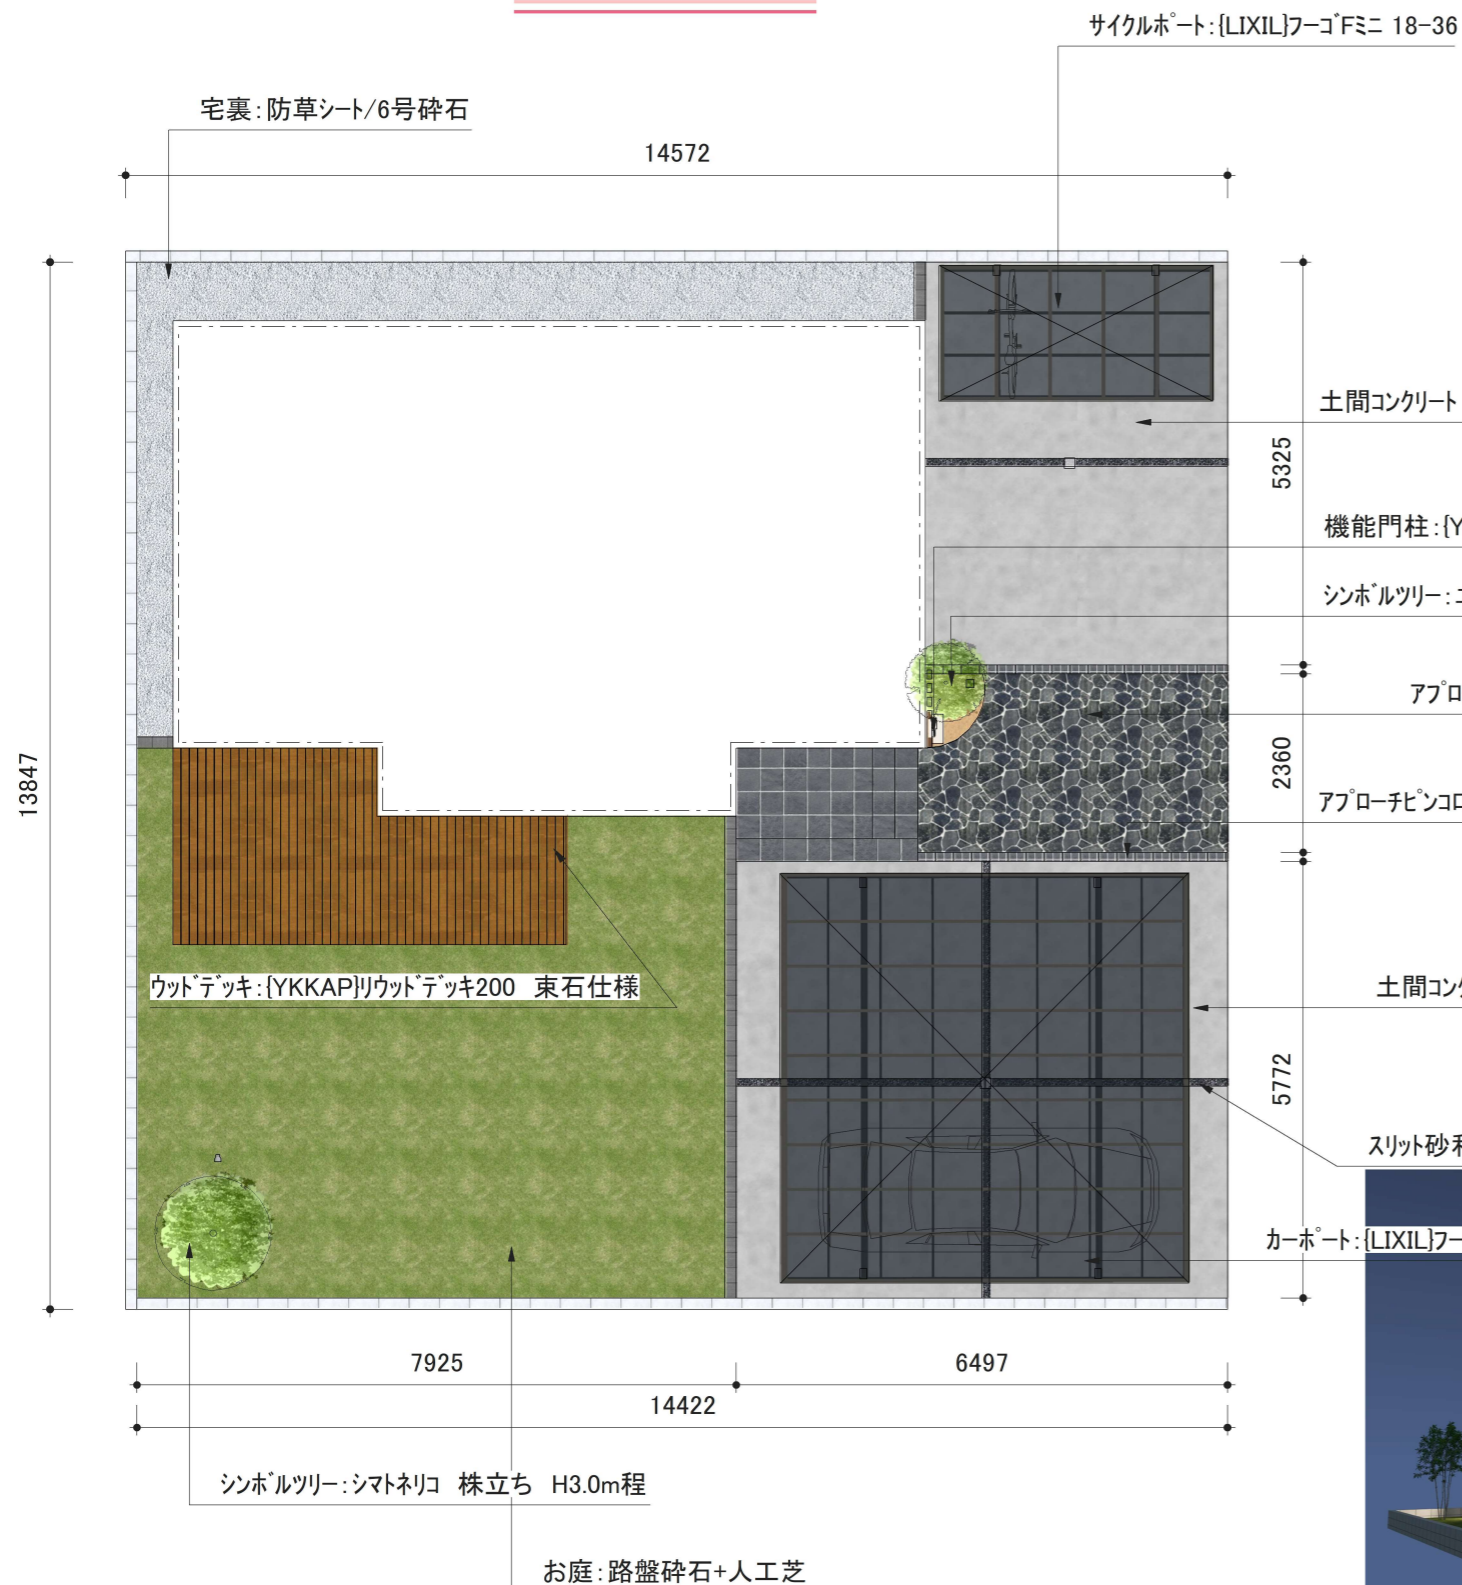 サイクルポート:{LIXIL}フーゴFミニ 18-36
宅裏:防草シート/6号砕石
14572
土間コンクリート
5325
機能門柱:{Y
シンボルツリー:
アプロ
2360
13847
アプローチピンコロ
ウッドデッキ:{YKKAP}リウッドデッキ200 束石仕様
土間コン
5772
スリット砂
カーポート:{LIXIL}フー
7925
6497
14422
シンボルツリー:シマトネリコ 株立ち H3.0m程
お庭:路盤砕石+人工芝